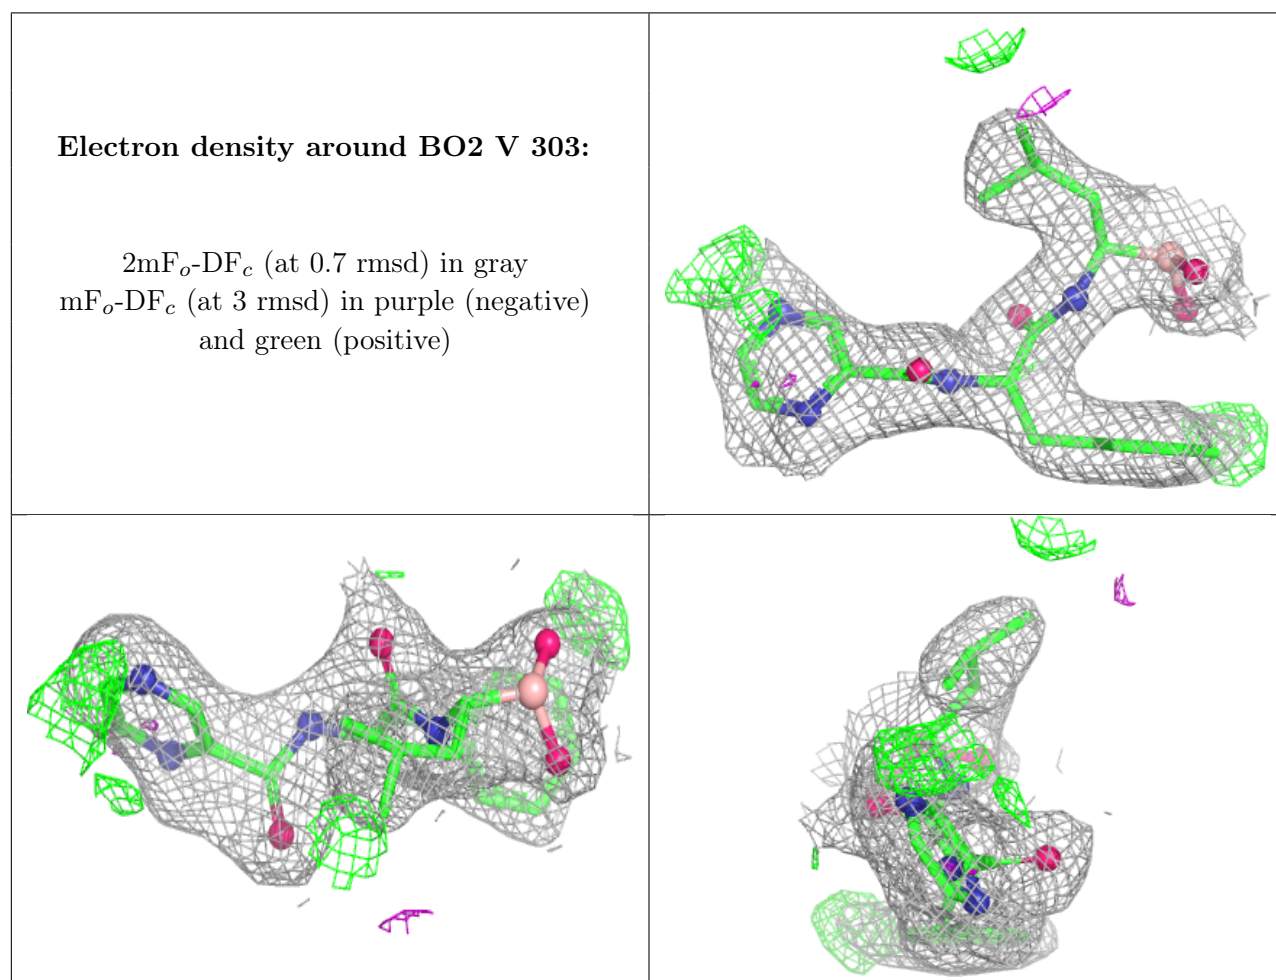 Electron density around BO2 V 303:
2mFo-DFc (at 0.7 rmsd) in gray
mFo-DFc (at 3 rmsd) in purple (negative)
and green (positive)